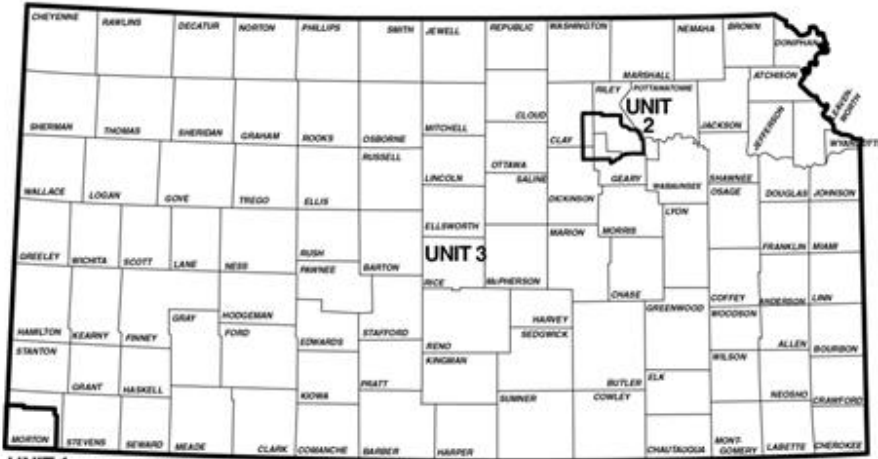 CHEYENNE RAWLINS DECATUR NORTON PHILLIPS SMITH JEWELL REPUBLIC WASHINGTON NEMAHA BROWN DONIPHAN
MARSHALL ATCHISON
RILEY POTTAWATOMIE LEAVEN-
WORTH
UNIT
2
SHERMAN THOMAS SHERIDAN GRAHAM ROOKS OSBORNE MITCHELL CLOUD CLAY JACKSON JEFFERSON WYANDOTTE
RUSSELL OTTAWA
LINCOLN SALINE GEARY WABAUNSEE SHAWNEE
WALLACE LOGAN GOVE TREGO ELLIS DICKINSON OSAGE DOUGLAS JOHNSON
LYON
ELLSWORTH MARION MORRIS
GREELEY WICHITA SCOTT LANE NESS RUSH BARTON UNIT 3 FRANKLIN MIAMI
PAWNEE RICE McPHERSON CHASE
HODGEMAN GREENWOOD COFFEY ANDERSON LINN
GRAY HARVEY WOODSON
HAMILTON KEARNY FINNEY FORD EDWARDS STAFFORD RENO SEDGWICK ALLEN BOURBON
STANTON KINGMAN WILSON
GRANT HASKELL KIOWA PRATT BUTLER ELK NEOSHO CRAWFORD
SUMNER COWLEY
MORTON STEVENS SEWARD MEADE CLARK COMANCHE BARBER HARPER CHAUTAUQUA MONT-
GOMERY LABETTE CHEROKEE